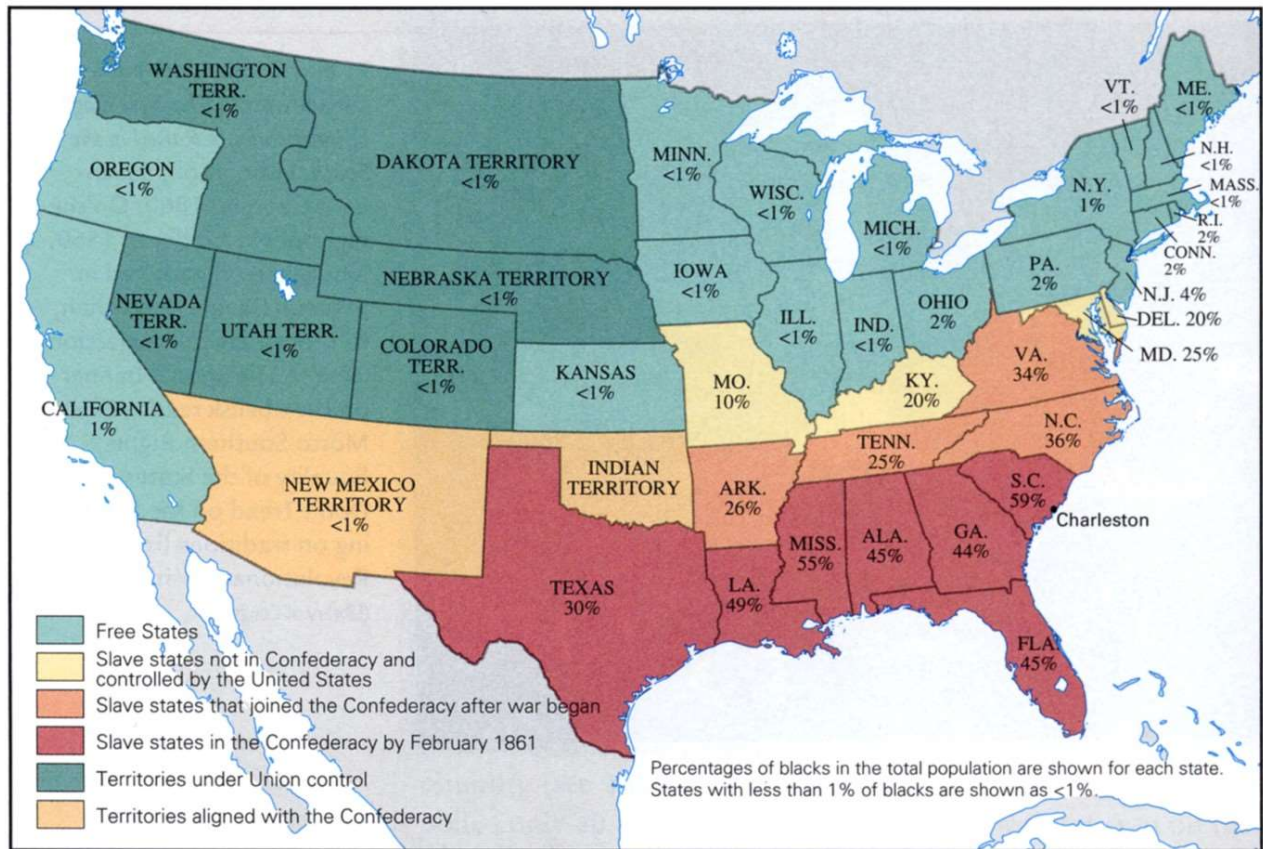 WASHINGTON
TERR.
<1%
OREGON
<1%
DAKOTA TERRITORY
<1%
MINN.
<1%
WISC.
<1%
MICH.
<1%
VT.
<1%
ME.
<1%
N.H.
<1%
MASS.
<1%
N.Y.
1%
R.I.
2%
CONN.
2%
NEVADA
TERR.
<1%
UTAH TERR.
<1%
NEBRASKA TERRITORY
<1%
COLORADO
TERR.
<1%
IOWA
<1%
ILL.
<1%
IND.
<1%
OHIO
2%
PA.
2%
N.J. 4%
DEL. 20%
MD. 25%
CALIFORNIA
1%
KANSAS
<1%
MO.
10%
KY.
20%
VA.
34%
N.C.
36%
TENN.
25%
NEW MEXICO
TERRITORY
<1%
INDIAN
TERRITORY
ARK.
26%
S.C.
59%
Charleston
MISS.
55%
ALA.
45%
GA.
44%
TEXAS
30%
LA.
49%
FLA.
45%
Free States
Slave states not in Confederacy and
controlled by the United States
Slave states that joined the Confederacy after war began
Slave states in the Confederacy by February 1861
Territories under Union control
Territories aligned with the Confederacy
Percentages of blacks in the total population are shown for each state.
States with less than 1% of blacks are shown as <1%.